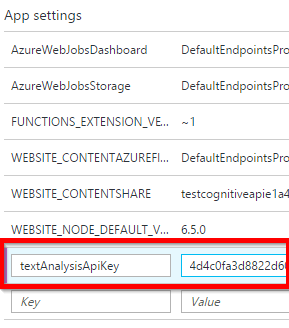 App settings
AzureWebJobsDashboard DefaultEndpointsPro
AzureWebJobsStorage DefaultEndpointsPro
FUNCTIONS_EXTENSION_VE... ~1
WEBSITE_CONTENTAZUREFI... DefaultEndpointsPro
WEBSITE_CONTENTSHARE testcognitiveapie1a4
WEBSITE_NODE_DEFAULT_V... 6.5.0
textAnalysisApiKey 4d4c0fa3d8822d60
Key Value